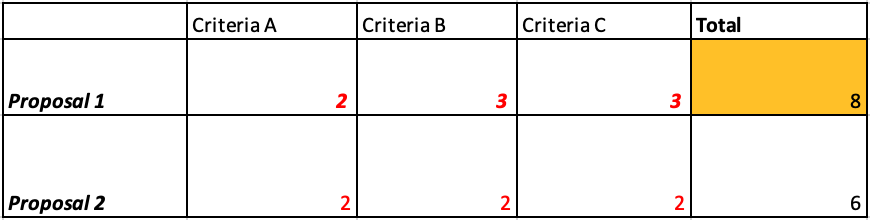 Criteria A Criteria B Criteria C Total
Proposal 1 2 3 3 8
Proposal 2 2 2 2 6